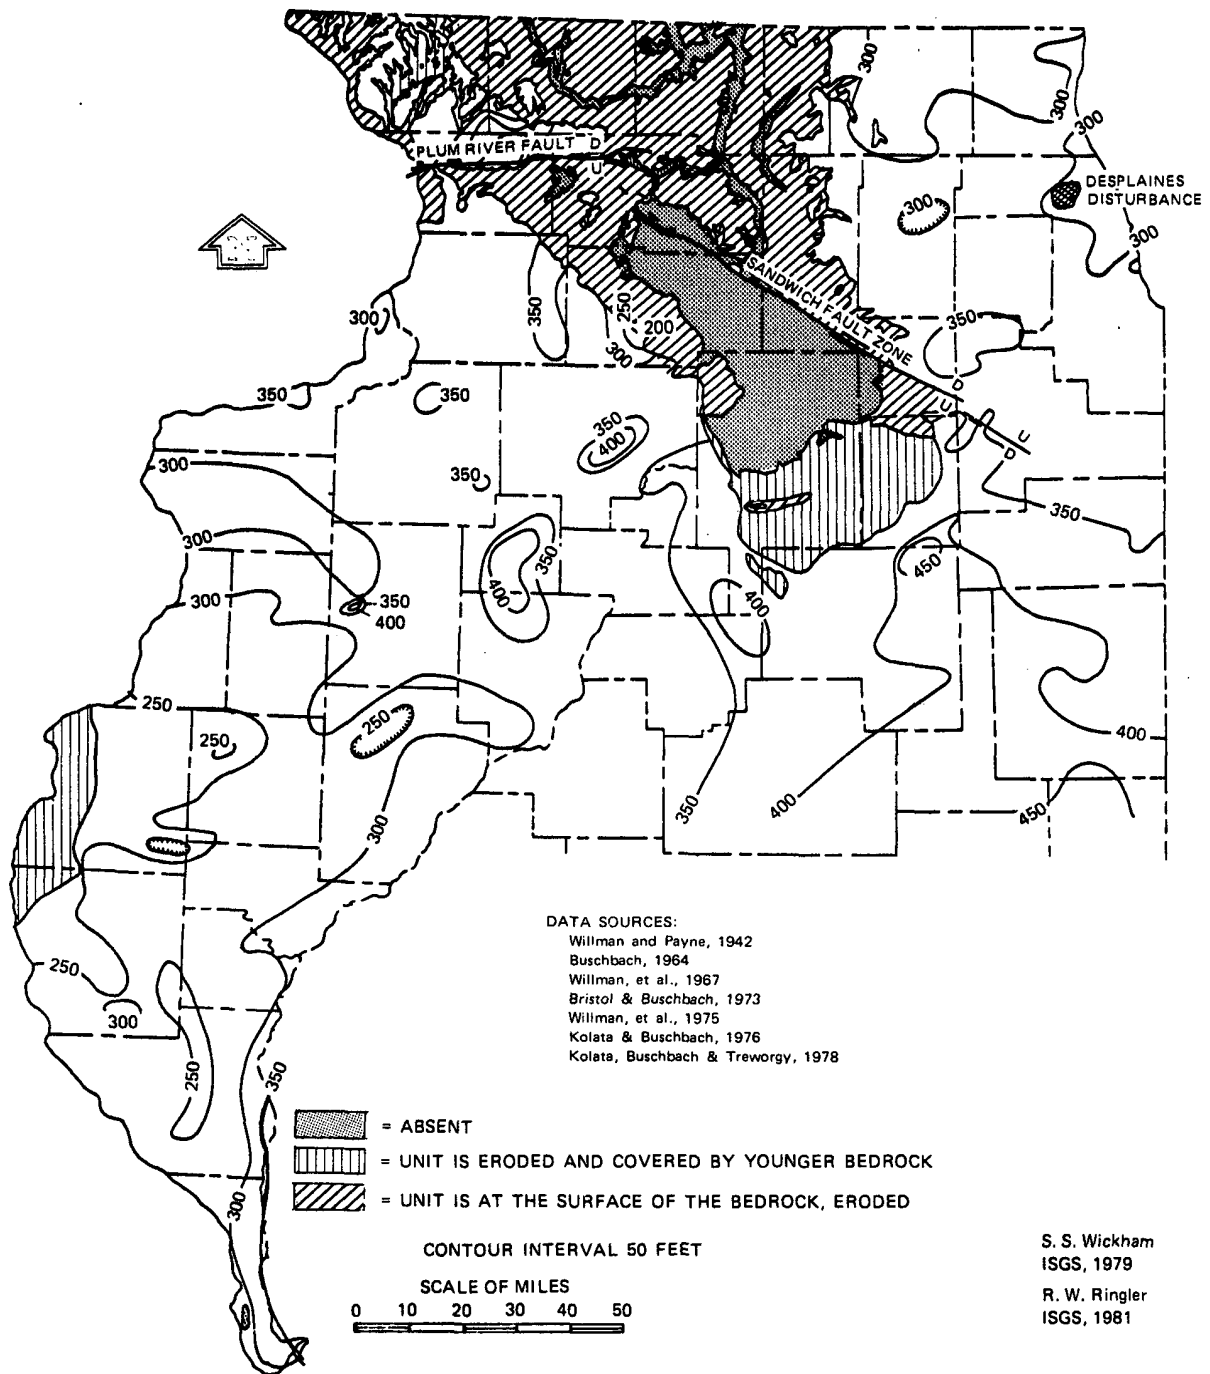 300
300
300
PLUM RIVER FAULT
D
U
DESPLAINES
DISTURBANCE
300
300
SANDWICH FAULT ZONE
300
350
250
200
300
350
D
U
U
D
350
350
350
400
300
350
350
300
350
400
450
300
350
400
400
250
250
250
400
300
350
400
450
DATA SOURCES:
Willman and Payne, 1942
Buschbach, 1964
Willman, et al., 1967
Bristol & Buschbach, 1973
Willman, et al., 1975
Kolata & Buschbach, 1976
Kolata, Buschbach & Treworgy, 1978
250
300
250
350
300
= ABSENT
= UNIT IS ERODED AND COVERED BY YOUNGER BEDROCK
= UNIT IS AT THE SURFACE OF THE BEDROCK, ERODED
CONTOUR INTERVAL 50 FEET
SCALE OF MILES
0 10 20 30 40 50
S. S. Wickham
ISGS, 1979
R. W. Ringler
ISGS, 1981